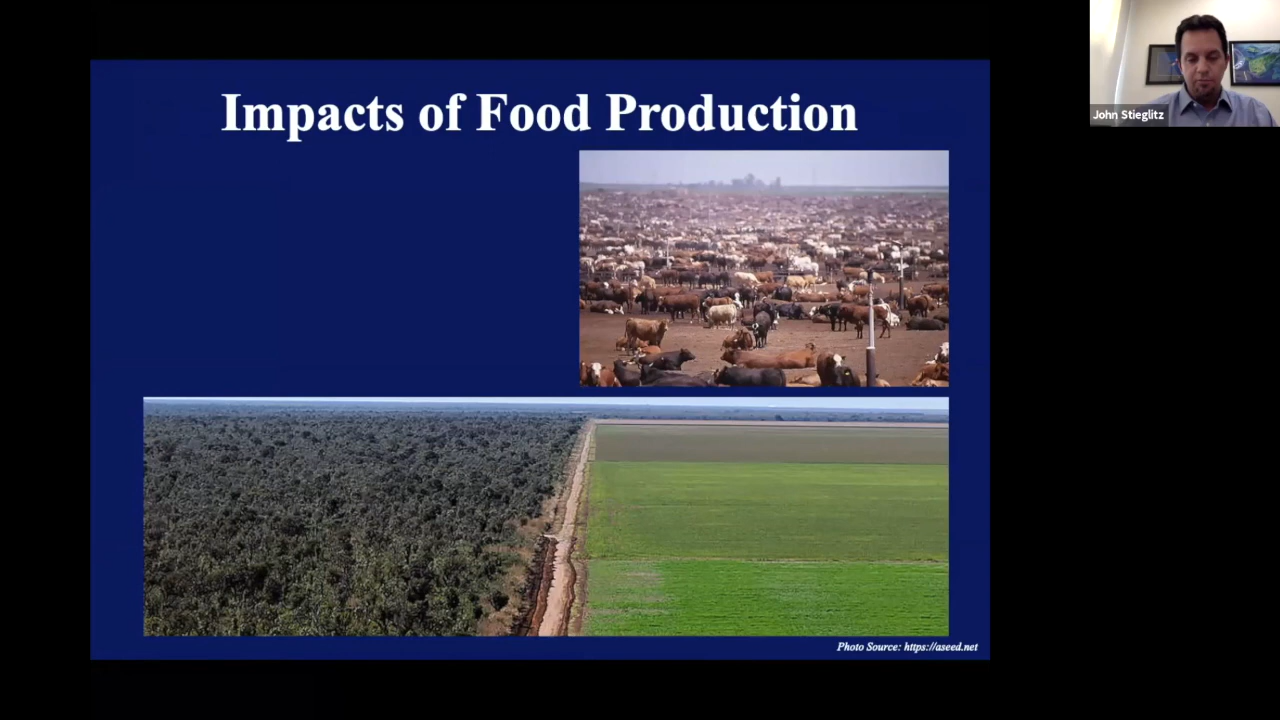 Impacts of Food Production
John Stieglitz
Photo Source: https://aseed.net